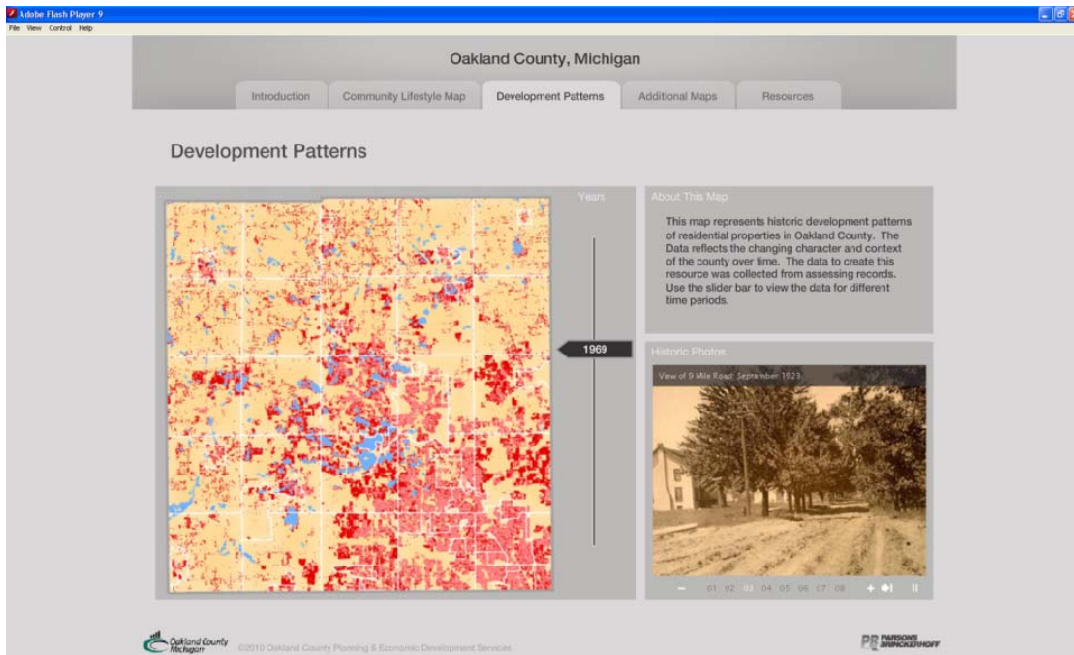 Adobe Flash Player 9
File View Control Help
Oakland County, Michigan
Introduction
Community Lifestyle Map
Development Patterns
Additional Maps
Resources
Development Patterns
Years
1969
About This Map
This map represents historic development patterns
of residential properties in Oakland County. The
Data reflects the changing character and context
of the county over time. The data to create this
resource was collected from assessing records.
Use the slider bar to view the data for different
time periods.
Historic Photos
View of 9 Mile Road: September 1923
01 02 03 04 05 06 07 08
Oakland County
Michigan
©2010 Oakland County Planning & Economic Development Services
PB PARSONS
BRINCKERHOFF